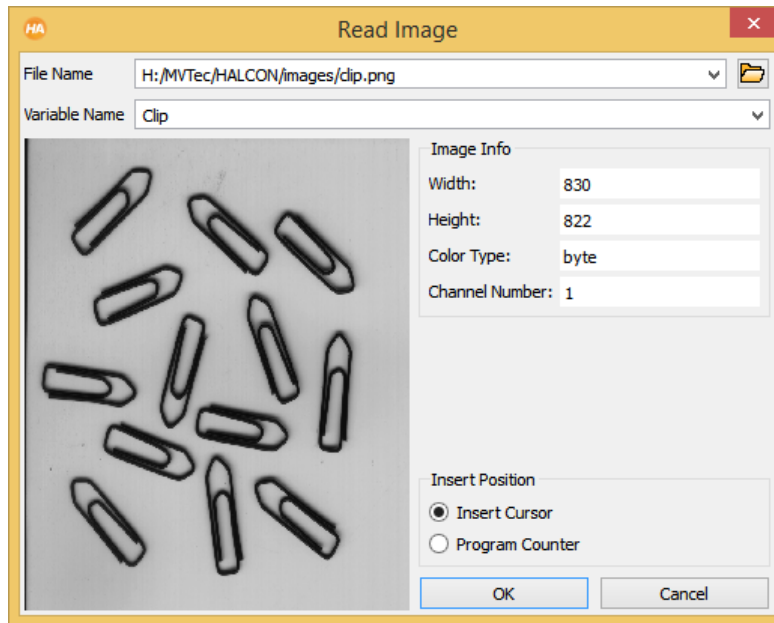 HA
Read Image
File Name
H:/MVTec/HALCON/images/clip.png
Variable Name
Clip
Image Info
Width:
830
Height:
822
Color Type:
byte
Channel Number:
1
Insert Position
Insert Cursor
Program Counter
OK
Cancel